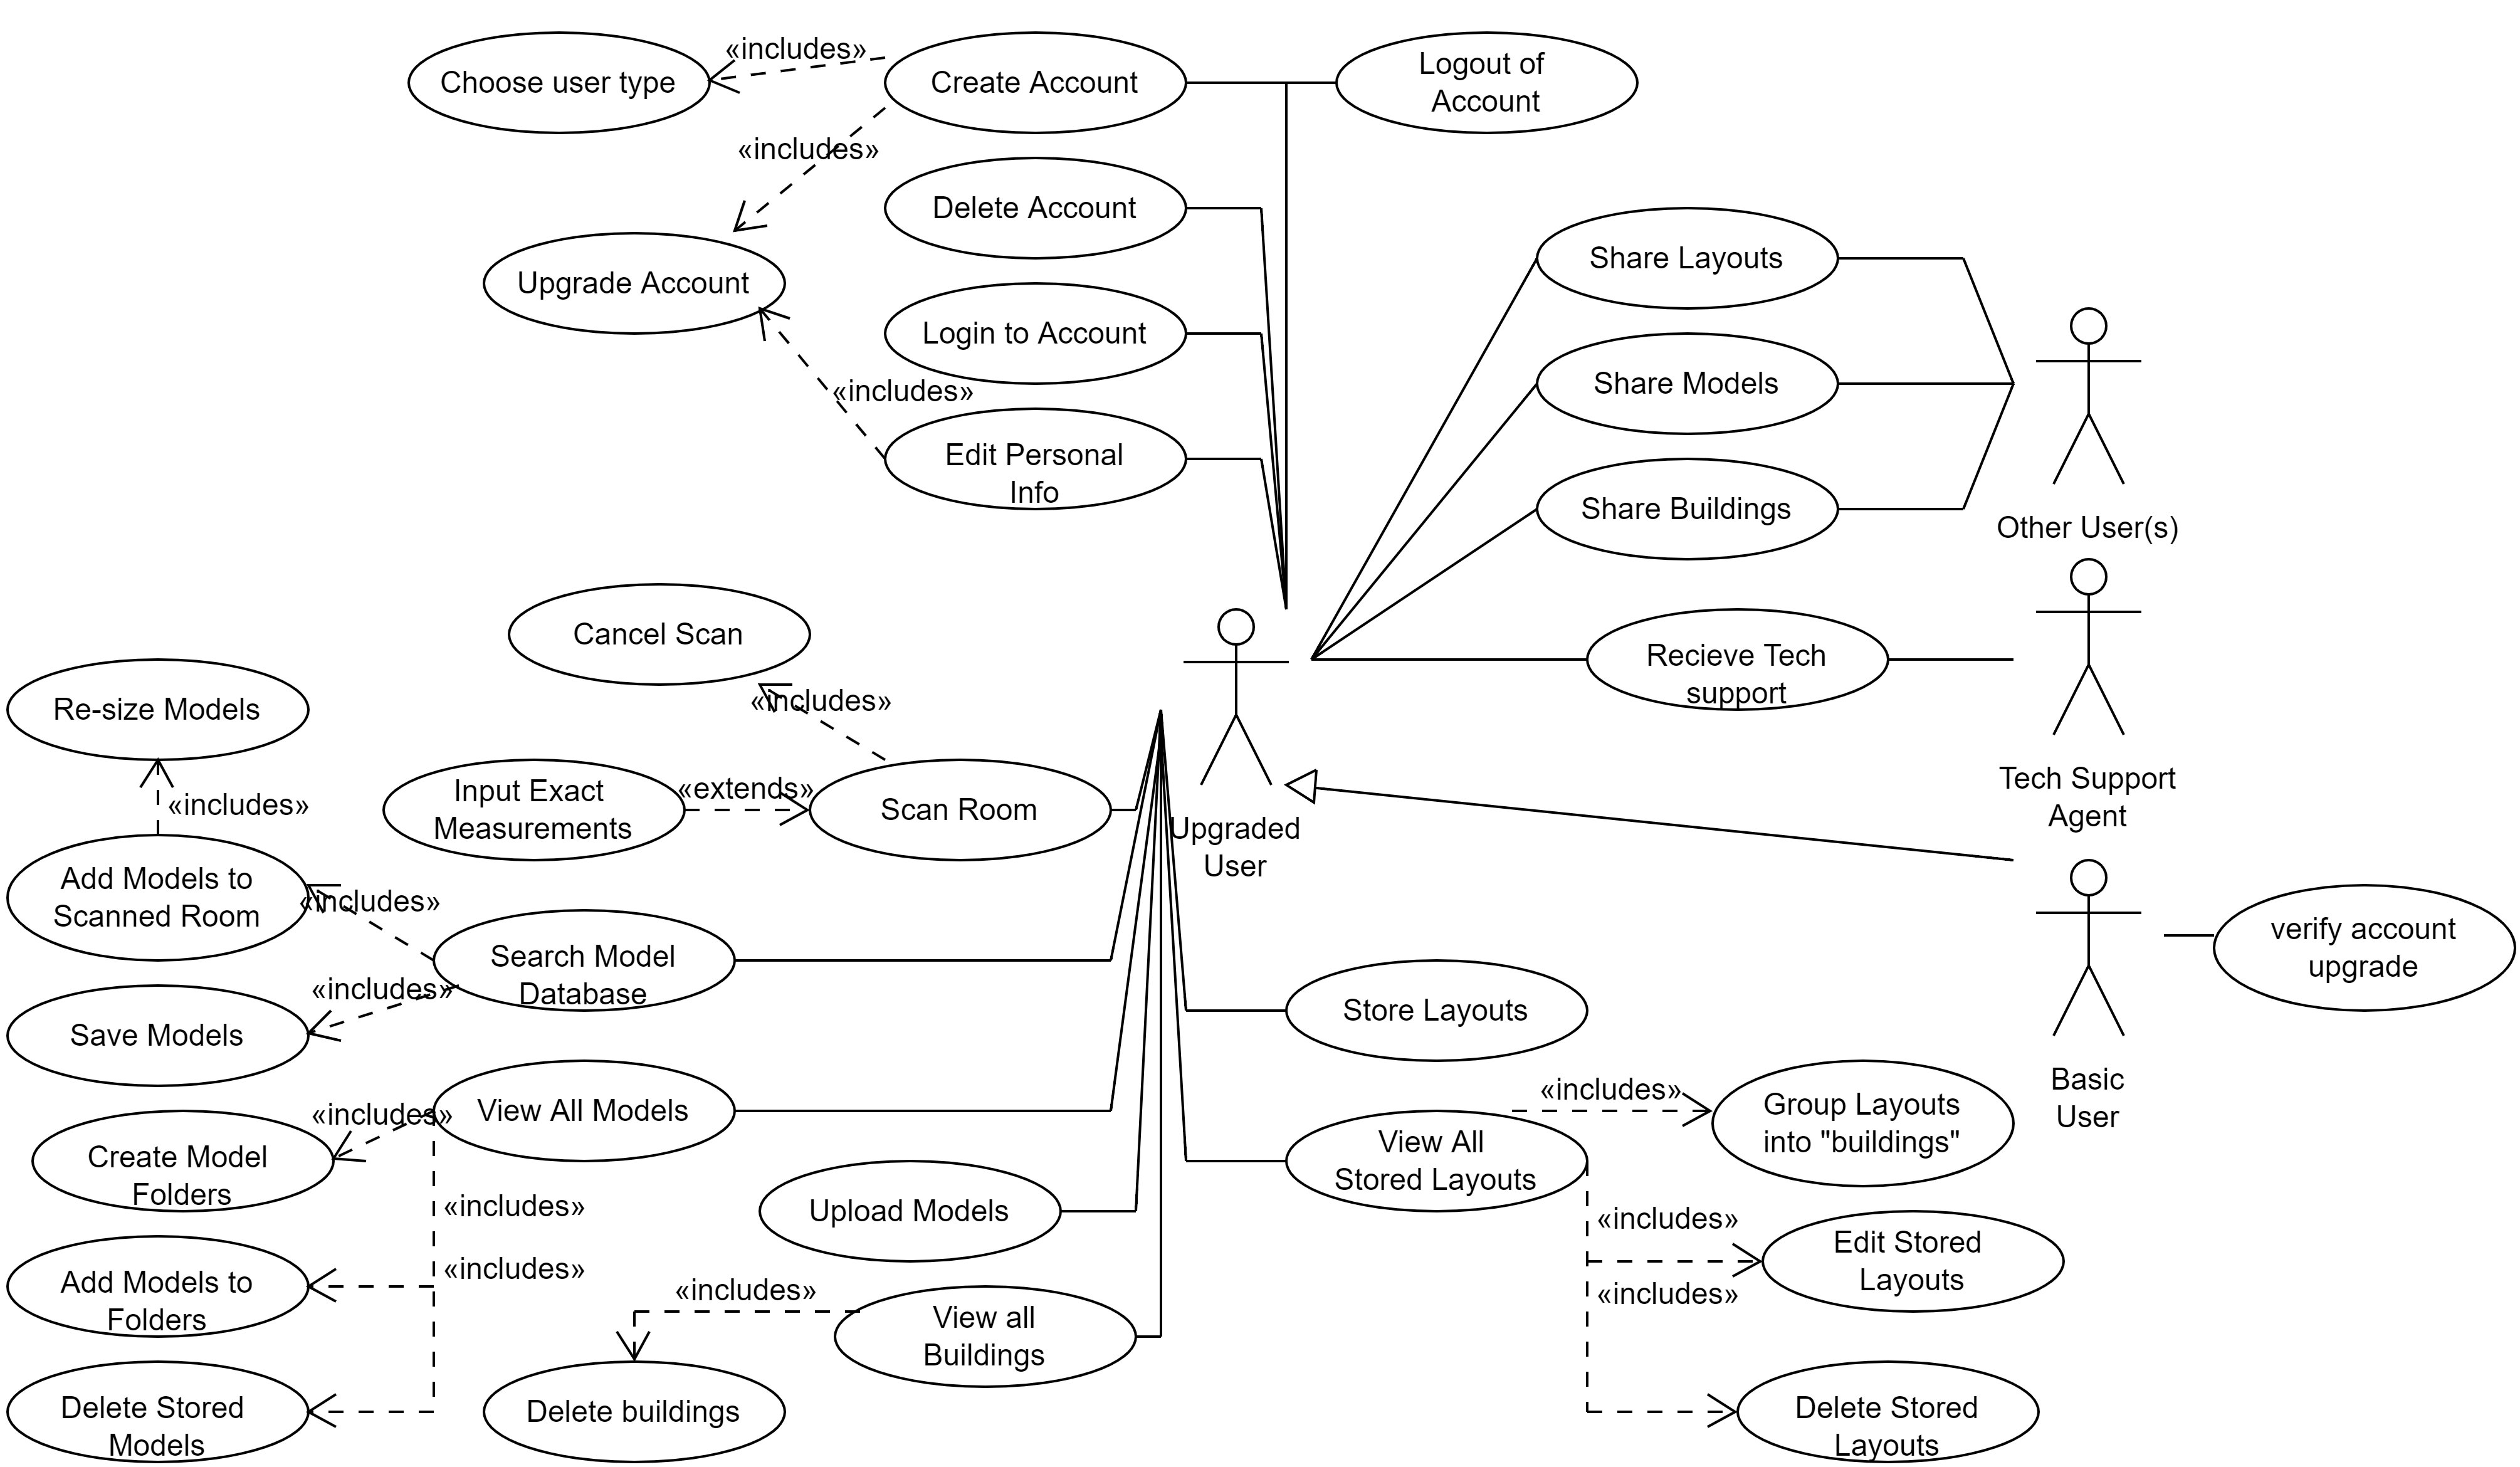 «includes»
Choose user type
Create Account
Logout of
Account
«includes»
Delete Account
Upgrade Account
Login to Account
«includes»
Edit Personal
Info
Share Layouts
Share Models
Share Buildings
Other User(s)
Cancel Scan
«includes»
Recieve Tech
support
Tech Support
Agent
Re-size Models
«includes»
Input Exact
Measurements
«extends»
Scan Room
Upgraded
User
Add Models to
Scanned Room
«includes»
Search Model
Database
«includes»
Save Models
verify account
upgrade
Basic
User
Store Layouts
View All Models
«includes»
Create Model
Folders
«includes»
«includes»
Add Models to
Folders
Delete Stored
Models
Upload Models
«includes»
View all
Buildings
Delete buildings
View All
Stored Layouts
«includes»
Group Layouts
into "buildings"
«includes»
Edit Stored
Layouts
«includes»
Delete Stored
Layouts